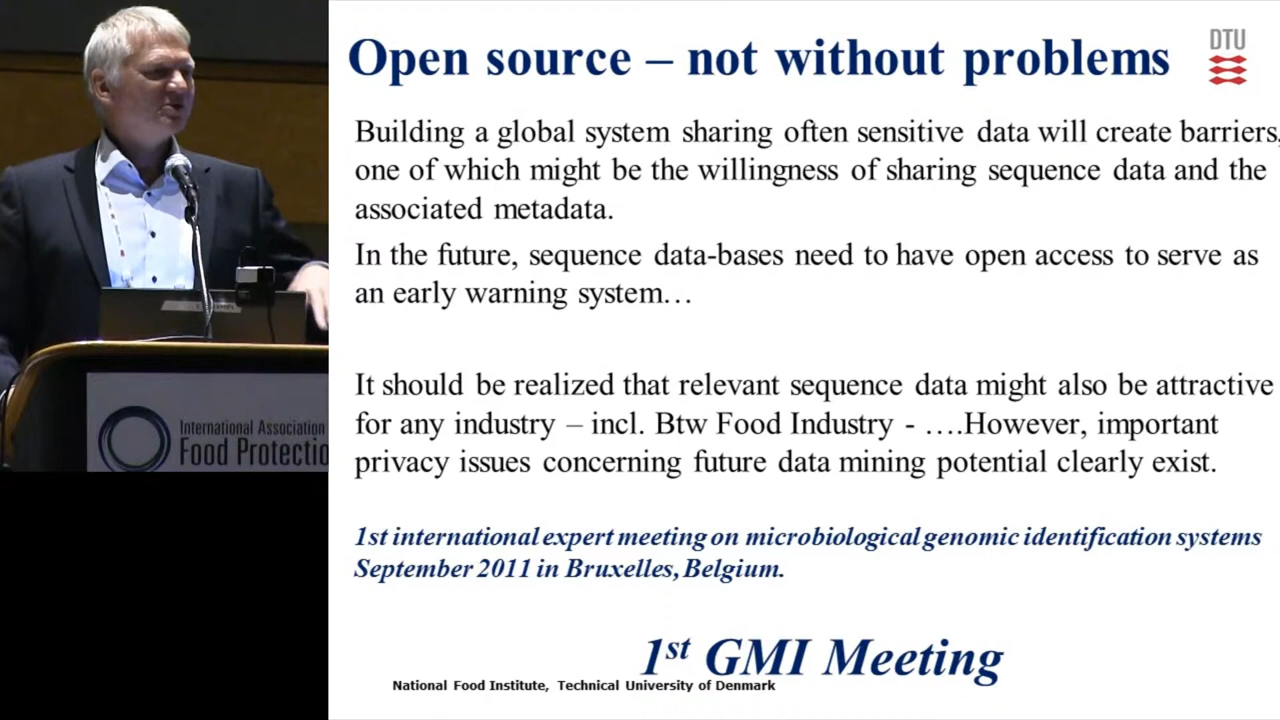 Open source – not without problems
DTU
Building a global system sharing often sensitive data will create barriers,
one of which might be the willingness of sharing sequence data and the
associated metadata.
In the future, sequence data-bases need to have open access to serve as
an early warning system…
It should be realized that relevant sequence data might also be attractive
for any industry – incl. Btw Food Industry - ….However, important
privacy issues concerning future data mining potential clearly exist.
1st international expert meeting on microbiological genomic identification systems
September 2011 in Bruxelles, Belgium.
1st GMI Meeting
National Food Institute, Technical University of Denmark
International Association
Food Protectio